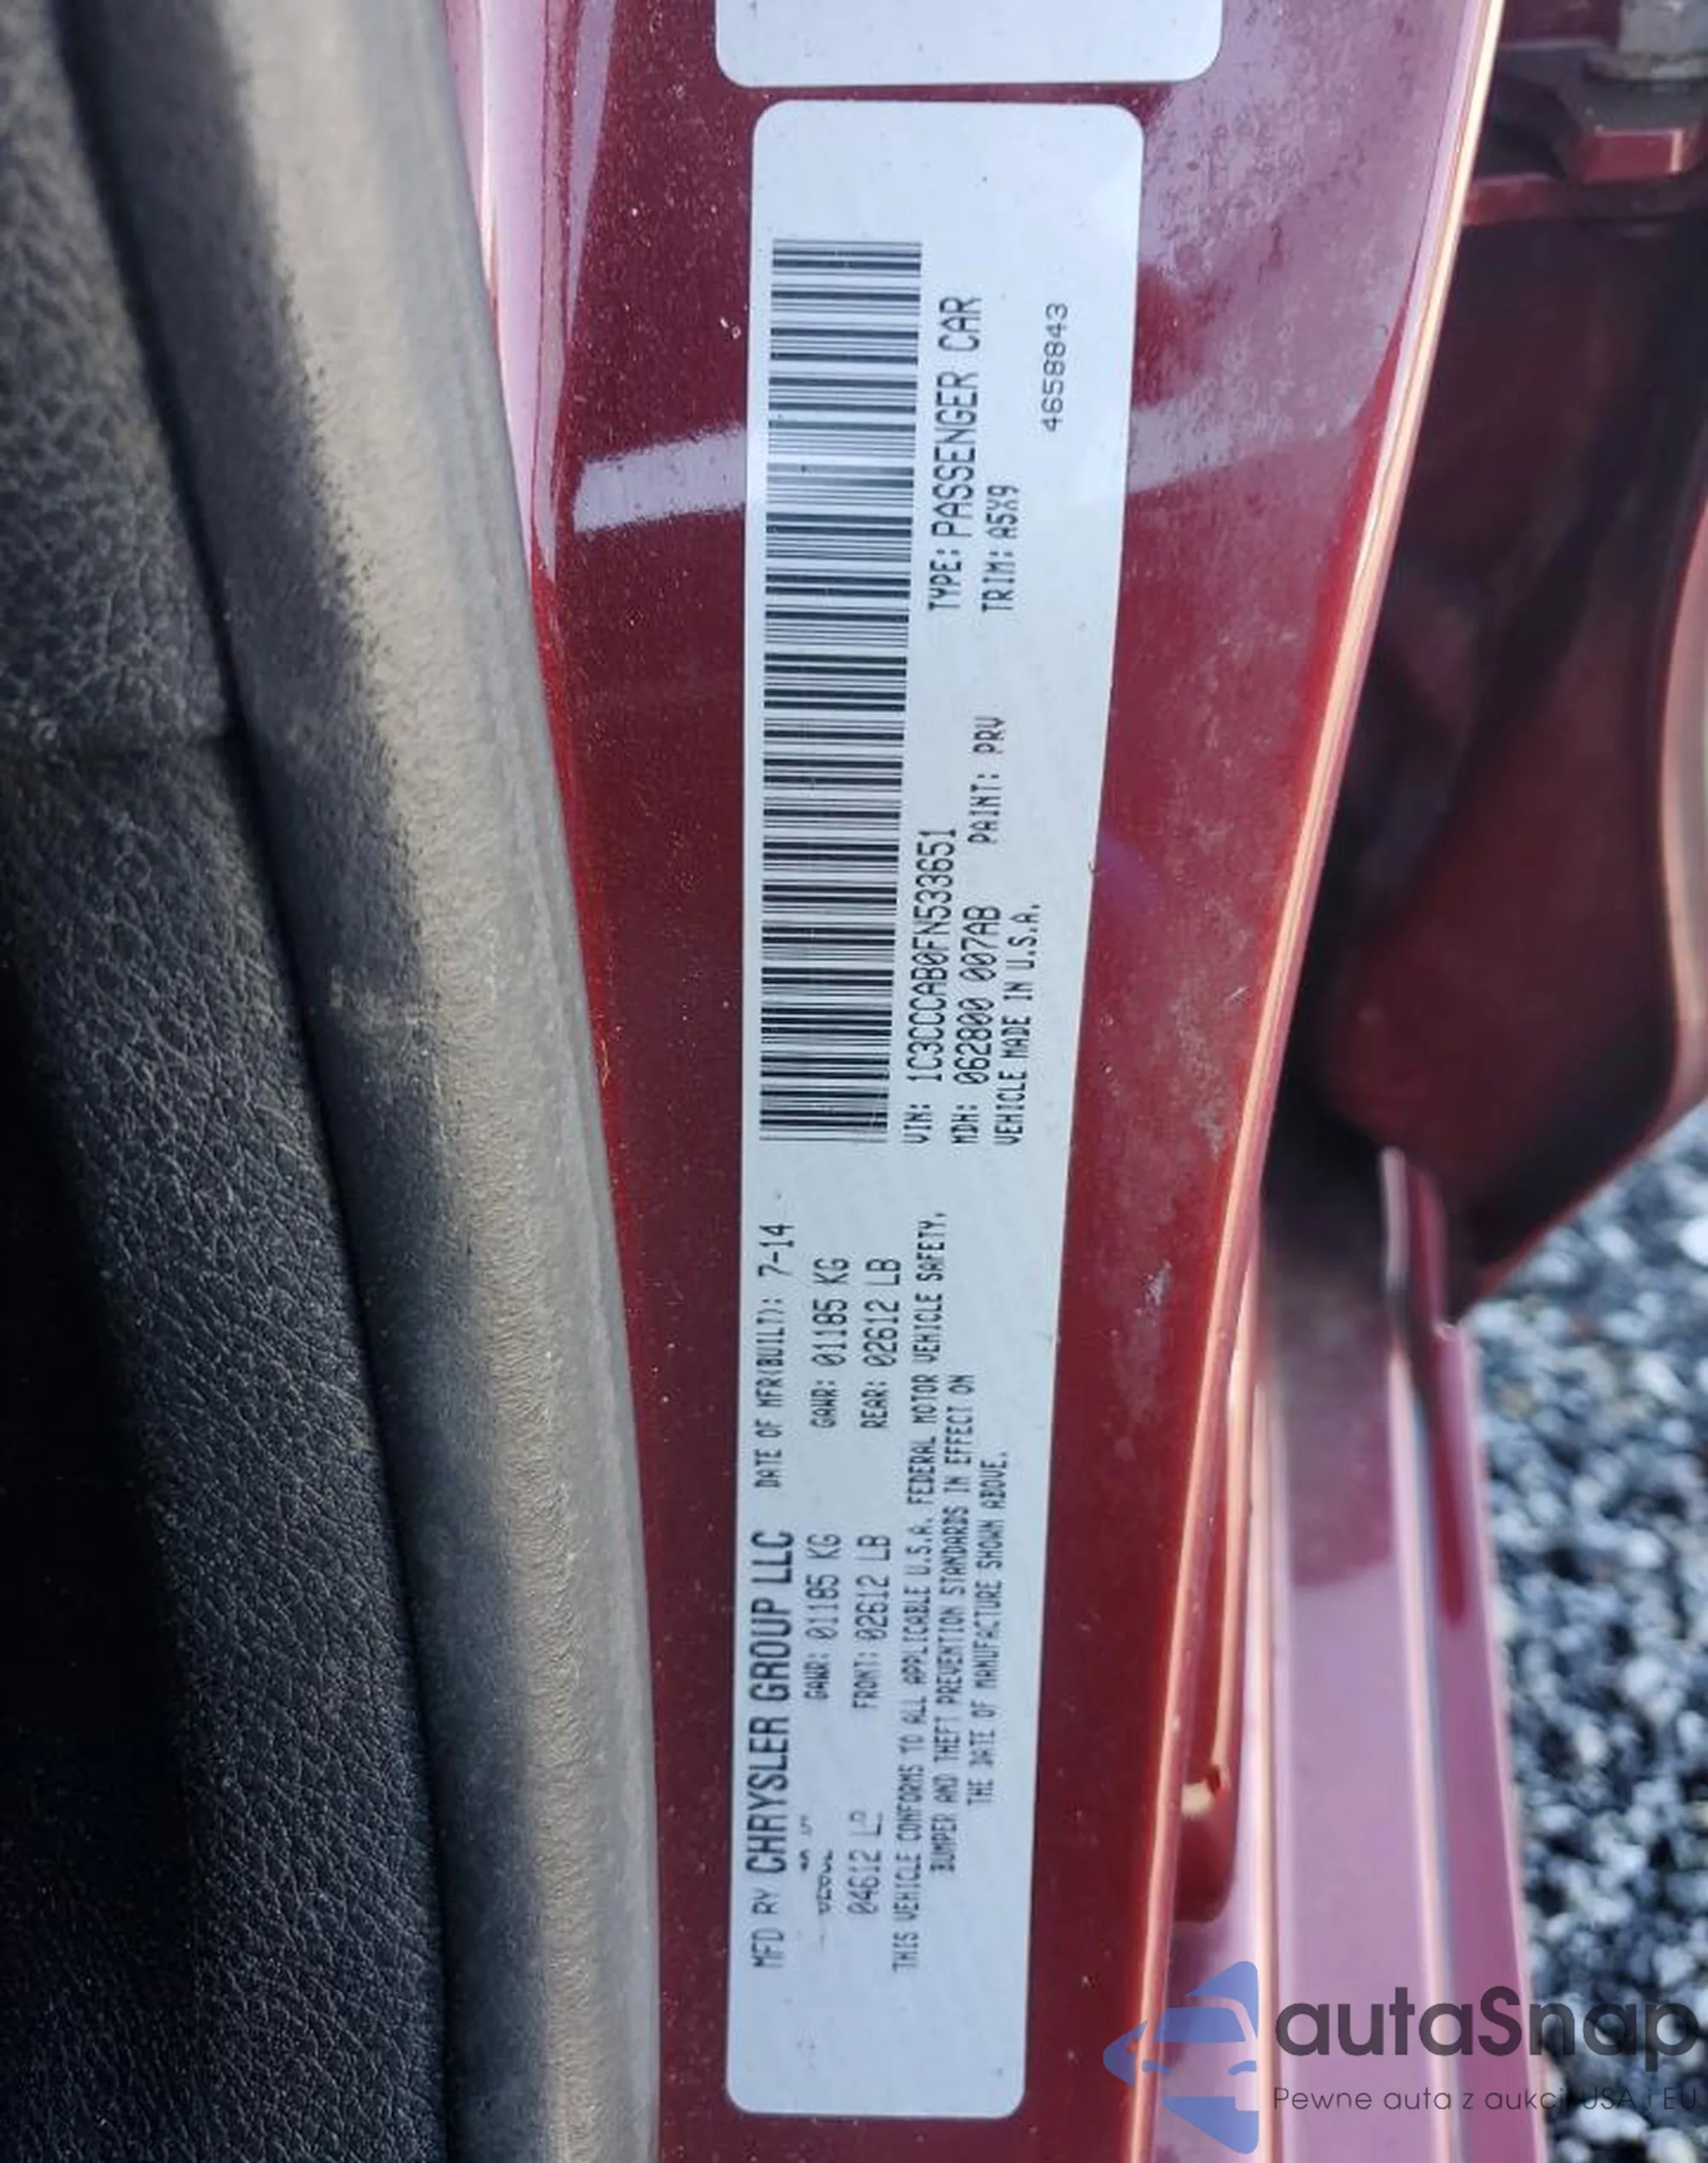 MFD BY CHRYSLER GROUP LLC DATE OF MFR(BUILT): 7-14
GAWR: 01185 KG GAWR: 01185 KG
04612 LB FRONT: 02612 LB REAR: 02612 LB
THIS VEHICLE CONFORMS TO ALL APPLICABLE U.S.A. FEDERAL MOTOR VEHICLE SAFETY,
BUMPER AND THEFT PREVENTION STANDARDS IN EFFECT ON
THE DATE OF MANUFACTURE SHOWN ABOVE.
VIN: 1C3CCCAB0FN533651 TYPE: PASSENGER CAR
MDH: 062800 007AB PAINT: PRV TRIM: A5X9
VEHICLE MADE IN U.S.A.
4658843
autaSnap
Pewne auta z aukcji USA i EU